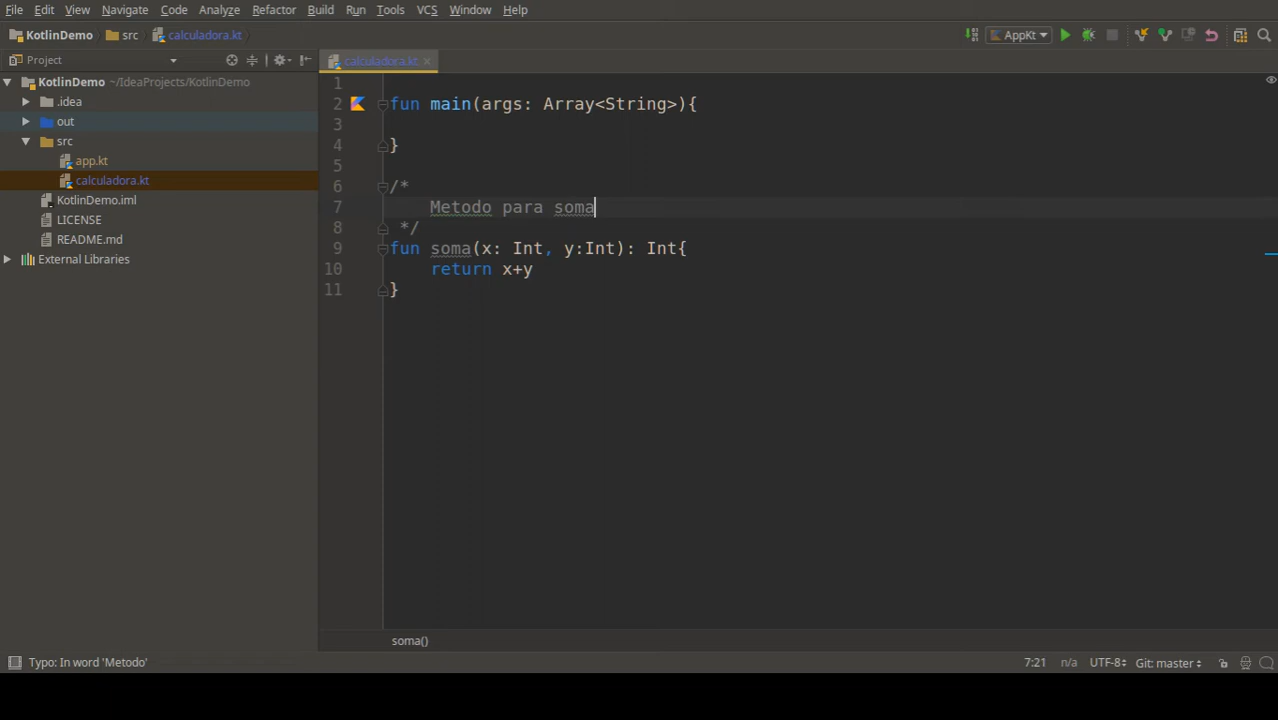 File Edit View Navigate Code Analyze Refactor Build Run Tools VCS Window Help
KotlinDemo src calculadora.kt AppKt
Project calculadora.kt ×
KotlinDemo ~/IdeaProjects/KotlinDemo
.idea
out
src
app.kt
calculadora.kt
KotlinDemo.iml
LICENSE
README.md
External Libraries
1
2 fun main(args: Array<String>){
3
4 }
5
6 /*
7 Metodo para soma
8 */
9 fun soma(x: Int, y:Int): Int{
10 return x+y
11 }
soma()
Typo: In word 'Metodo' 7:21 n/a UTF-8 Git: master